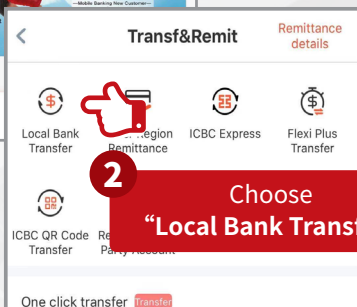 ---Mobile Banking New Customer---
Transf&Remit
Remittance
details
Local Bank
Transfer
Region
Remittance
ICBC Express
Flexi Plus
Transfer
2
Choose
“Local Bank Transf
ICBC QR Code
Transfer
Party Account
One click transfer Transfer